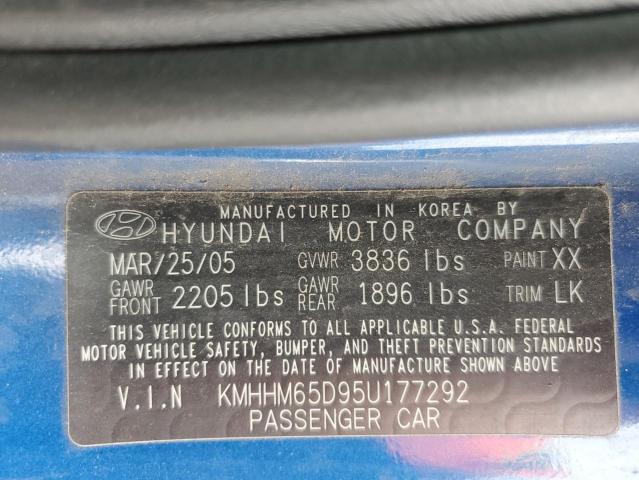 MANUFACTURED IN KOREA BY
HYUNDAI MOTOR COMPANY
MAR/25/05 GVWR 3836 lbs PAINT XX
GAWR FRONT 2205 lbs GAWR REAR 1896 lbs TRIM LK
THIS VEHICLE CONFORMS TO ALL APPLICABLE U.S.A. FEDERAL
MOTOR VEHICLE SAFETY, BUMPER, AND THEFT PREVENTION STANDARDS
IN EFFECT ON THE DATE OF MANUFACTURE SHOWN ABOVE
V.I.N KMHHM65D95U177292
PASSENGER CAR